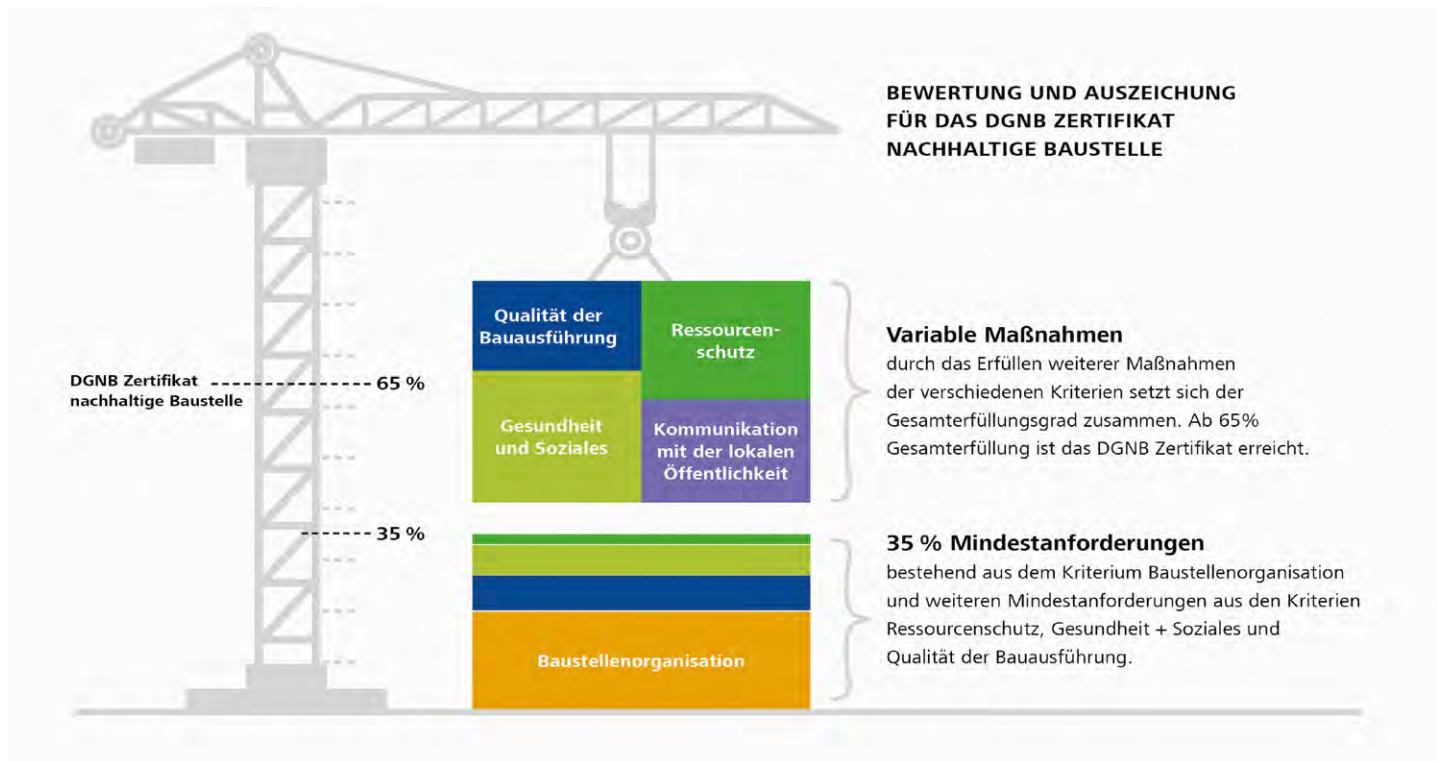 BEWERTUNG UND AUSZEICHUNG
FÜR DAS DGNB ZERTIFIKAT
NACHHALTIGE BAUSTELLE
Qualität der
Bauausführung
Ressourcen-
schutz
Gesundheit
und Soziales
Kommunikation
mit der lokalen
Öffentlichkeit
Variable Maßnahmen
durch das Erfüllen weiterer Maßnahmen
der verschiedenen Kriterien setzt sich der
Gesamterfüllungsgrad zusammen. Ab 65%
Gesamterfüllung ist das DGNB Zertifikat erreicht.
DGNB Zertifikat
nachhaltige Baustelle
65 %
35 %
Baustellenorganisation
35 % Mindestanforderungen
bestehend aus dem Kriterium Baustellenorganisation
und weiteren Mindestanforderungen aus den Kriterien
Ressourcenschutz, Gesundheit + Soziales und
Qualität der Bauausführung.